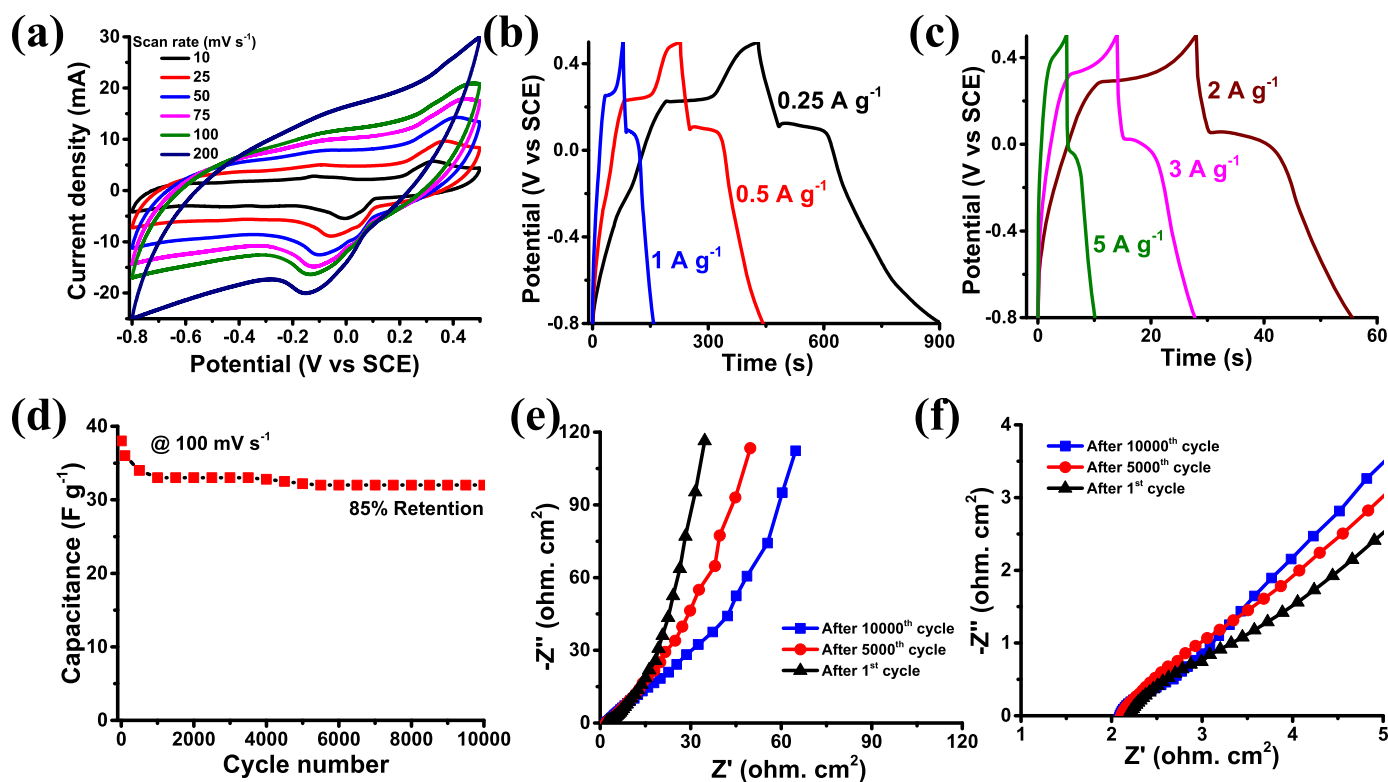 (a)
Scan rate (mV s⁻¹)
10
25
50
75
100
200
30
20
10
0
-10
-20
Current density (mA)
-0.8 -0.6 -0.4 -0.2 0.0 0.2 0.4
Potential (V vs SCE)
(b)
0.4
0.0
-0.4
-0.8
Potential (V vs SCE)
0.25 A g⁻¹
0.5 A g⁻¹
1 A g⁻¹
0 300 600 900
Time (s)
(c)
0.4
0.0
-0.4
-0.8
Potential (V vs SCE)
2 A g⁻¹
3 A g⁻¹
5 A g⁻¹
0 20 40 60
Time (s)
(d)
40
30
20
10
0
Capacitance (F g⁻¹)
@ 100 mV s⁻¹
85% Retention
0 2000 4000 6000 8000 10000
Cycle number
(e)
120
90
60
30
0
-Z'' (ohm. cm²)
After 10000ᵗʰ cycle
After 5000ᵗʰ cycle
After 1ˢᵗ cycle
0 30 60 90 120
Z' (ohm. cm²)
(f)
4
3
2
1
0
-Z'' (ohm. cm²)
After 10000ᵗʰ cycle
After 5000ᵗʰ cycle
After 1ˢᵗ cycle
1 2 3 4 5
Z' (ohm. cm²)